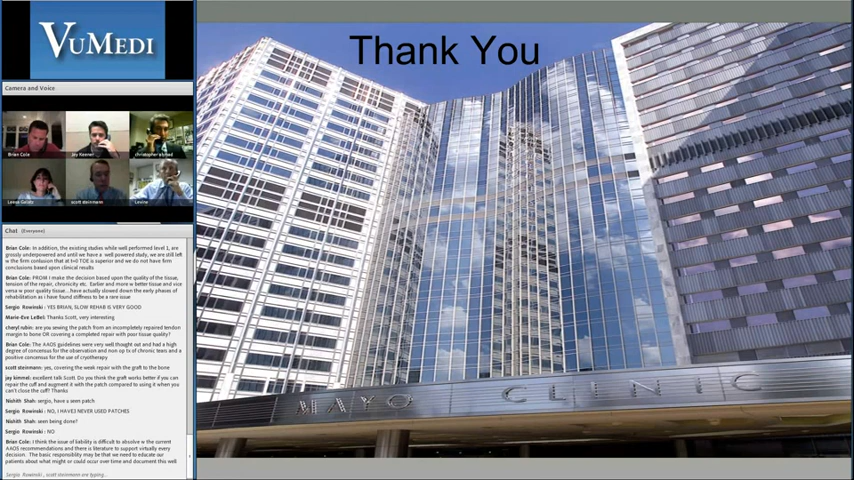 VUMEDI
Thank You
Camera and Voice
Brian Cole
Jay Keener
christopher ahmad
scott steinmann
Levine
Chat (Everyone)
Brian Cole: In addition, the existing studies while well performed level 1, are
grossly underpowered and until we have a well powered study, we are still left
w the firm conlusion that at t=0 TOE is superior and we do not have firm
conclusions based upon clinical results
Brian Cole: PROM I make the decision based upon the quality of the tissue,
tension of the repair, chronicity etc. Earlier and more w better tissue and vice
versa w poor quality tissue... have actually slowed down the early phases of
rehabilitation as i have found stiffness to be a rare issue
Sergio Rowinski: YES BRIAN, SLOW REHAB IS VERY GOOD
Marie-Eve LeBel: Thanks Scott, very interesting
cheryl rubin: are you sewing the patch from an incompletely repaired tendon
margin to bone OR covering a completed repair with poor tissue quality?
Brian Cole: The AAOS guidelines were very well thought out and had a high
degree of concensus for the observation and non op tx of chronic tears and a
positive concensus for the use of cryotherapy
scott steinmann: yes, covering the weak repair with the graft to the bone
jay kimmel: excellent talk Scott. Do you think the graft works better if you can
repair the cuff and augment it with the patch compared to using it when you
can't close the cuff? Thanks
Nishith Shah: sergio, have a seen patch
Sergio Rowinski: NO, I HAVE3 NEVER USED PATCHES
Nishith Shah: seen being done?
Sergio Rowinski: NO
Brian Cole: I think the issue of liability is difficult to absolve w the current
AAOS recommendations and there is literature to support virtually every
decision. The basic responsiblity may be that we need to educate our
patients about what might or could occur over time and document this well
Sergio Rowinski, scott steinmann are typing...
MAYO CLINIC